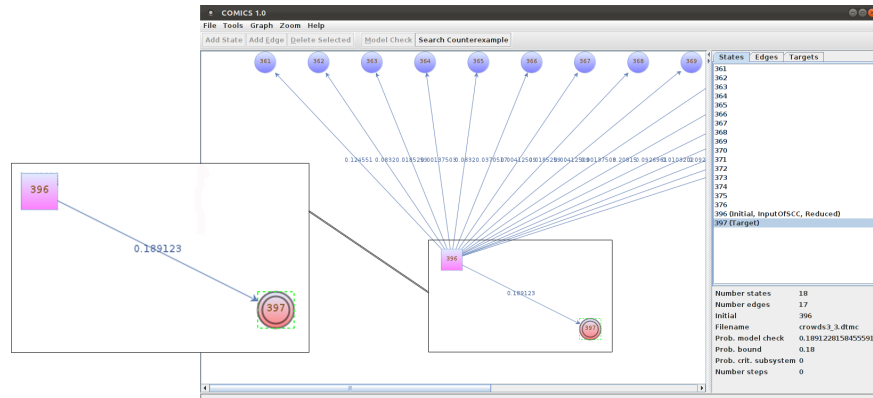 COMICS 1.0
File Tools Graph Zoom Help
Add State Add Edge Delete Selected Model Check Search Counterexample
361 362 363 364 365 366 367 368 369
396
0.189123
397
396
0.189123
397
States Edges Targets
361
362
363
364
365
366
367
368
369
370
371
372
373
374
375
376
396 (Initial, InputOfSCC, Reduced)
397 (Target)
Number states 18
Number edges 17
Initial 396
Filename crowds3_3.dtmc
Prob. model check 0.1891228158455591
Prob. bound 0.18
Prob. crit. subsystem 0
Number steps 0